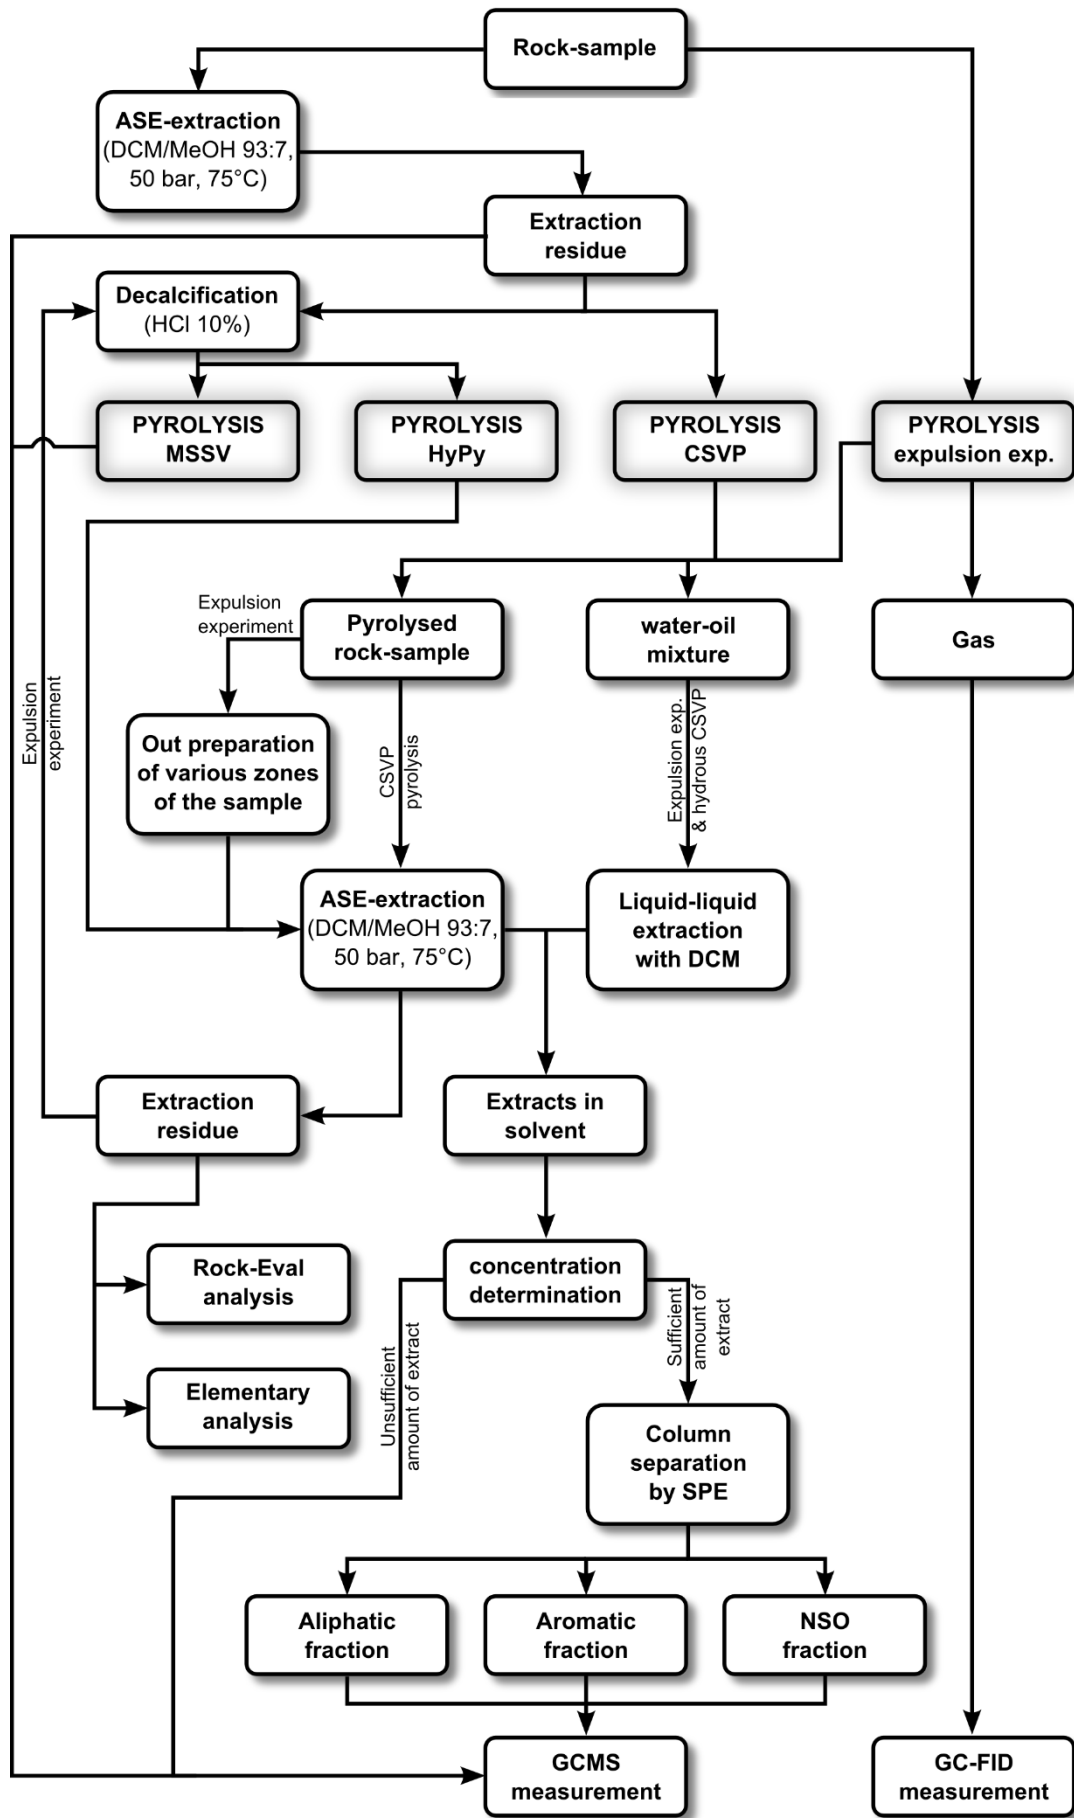 Rock-sample
ASE-extraction
(DCM/MeOH 93:7,
50 bar, 75°C)
Extraction
residue
Decalcification
(HCl 10%)
PYROLYSIS
MSSV
PYROLYSIS
HyPy
PYROLYSIS
CSVP
PYROLYSIS
expulsion exp.
Expulsion
experiment
Pyrolysed
rock-sample
water-oil
mixture
Gas
Expulsion
experiment
Out preparation
of various zones
of the sample
CSVP
pyrolysis
Expulsion exp.
& hydrous CSVP
ASE-extraction
(DCM/MeOH 93:7,
50 bar, 75°C)
Liquid-liquid
extraction
with DCM
Extraction
residue
Extracts in
solvent
Rock-Eval
analysis
concentration
determination
Unsufficient
amount of extract
Sufficient
amount of
extract
Elementary
analysis
Column
separation
by SPE
Aliphatic
fraction
Aromatic
fraction
NSO
fraction
GCMS
measurement
GC-FID
measurement